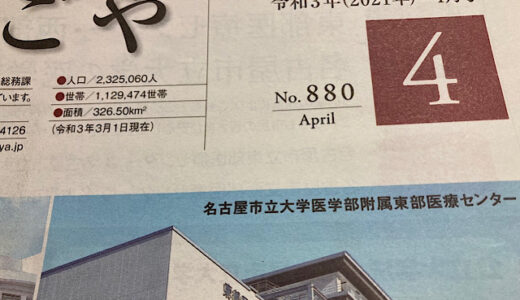 令和3年(2021年)
ごや
総務課
います。
4126
ya.jp
●人口／2,325,060人
●世帯／1,129,474世帯
●面積／326.50km²
(令和3年3月1日現在)
No. 880
April
4
名古屋市立大学医学部附属東部医療センター